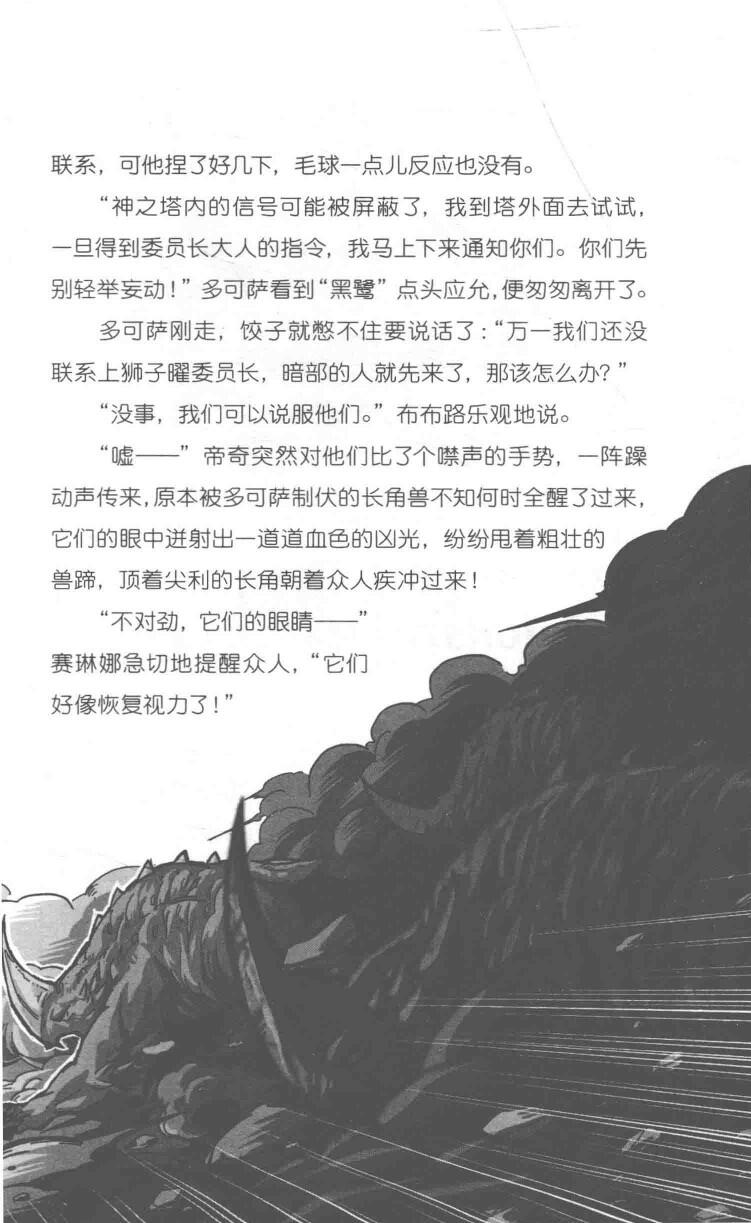 联系，可他捏了好几下，毛球一点儿反应也没有。
“神之塔内的信号可能被屏蔽了，我到塔外面去试试，
一旦得到委员长大人的指令，我马上下来通知你们。你们先
别轻举妄动！”多可萨看到“黑鹭”点头应允，便匆匆离开了。
多可萨刚走，饺子就憋不住要说话了：“万一我们还没
联系上狮子曜委员长，暗部的人就先来了，那该怎么办？”
“没事，我们可以说服他们。”布布路乐观地说。
“嘘——”帝奇突然对他们比了个噤声的手势，一阵躁
动声传来，原本被多可萨制伏的长角兽不知何时全醒了过来，
它们的眼中迸射出一道道血色的凶光，纷纷甩着粗壮的
兽蹄，顶着尖利的长角朝着众人疾冲过来！
“不对劲，它们的眼睛——”
赛琳娜急切地提醒众人，“它们
好像恢复视力了！”